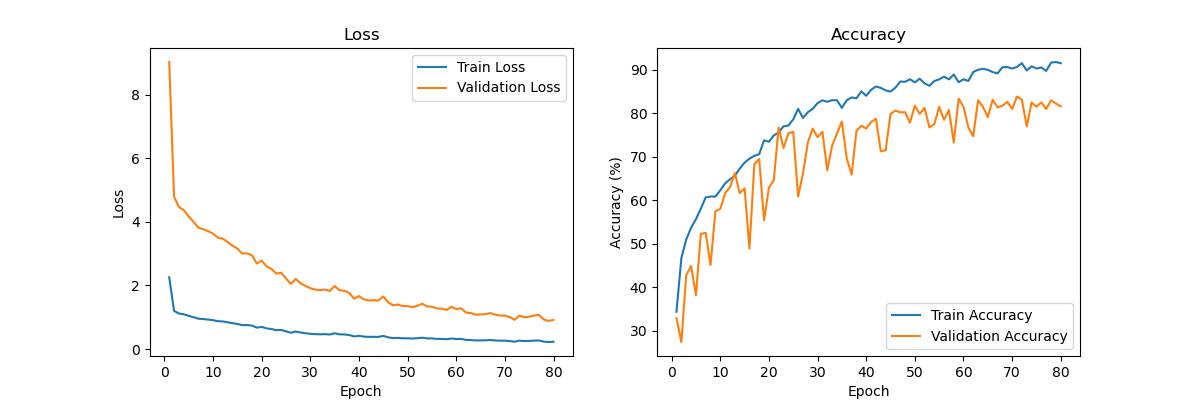 Loss
Train Loss
Validation Loss
8
6
4
2
0
Loss
0 10 20 30 40 50 60 70 80
Epoch
Accuracy
90
80
70
60
50
40
30
Accuracy (%)
Train Accuracy
Validation Accuracy
0 10 20 30 40 50 60 70 80
Epoch